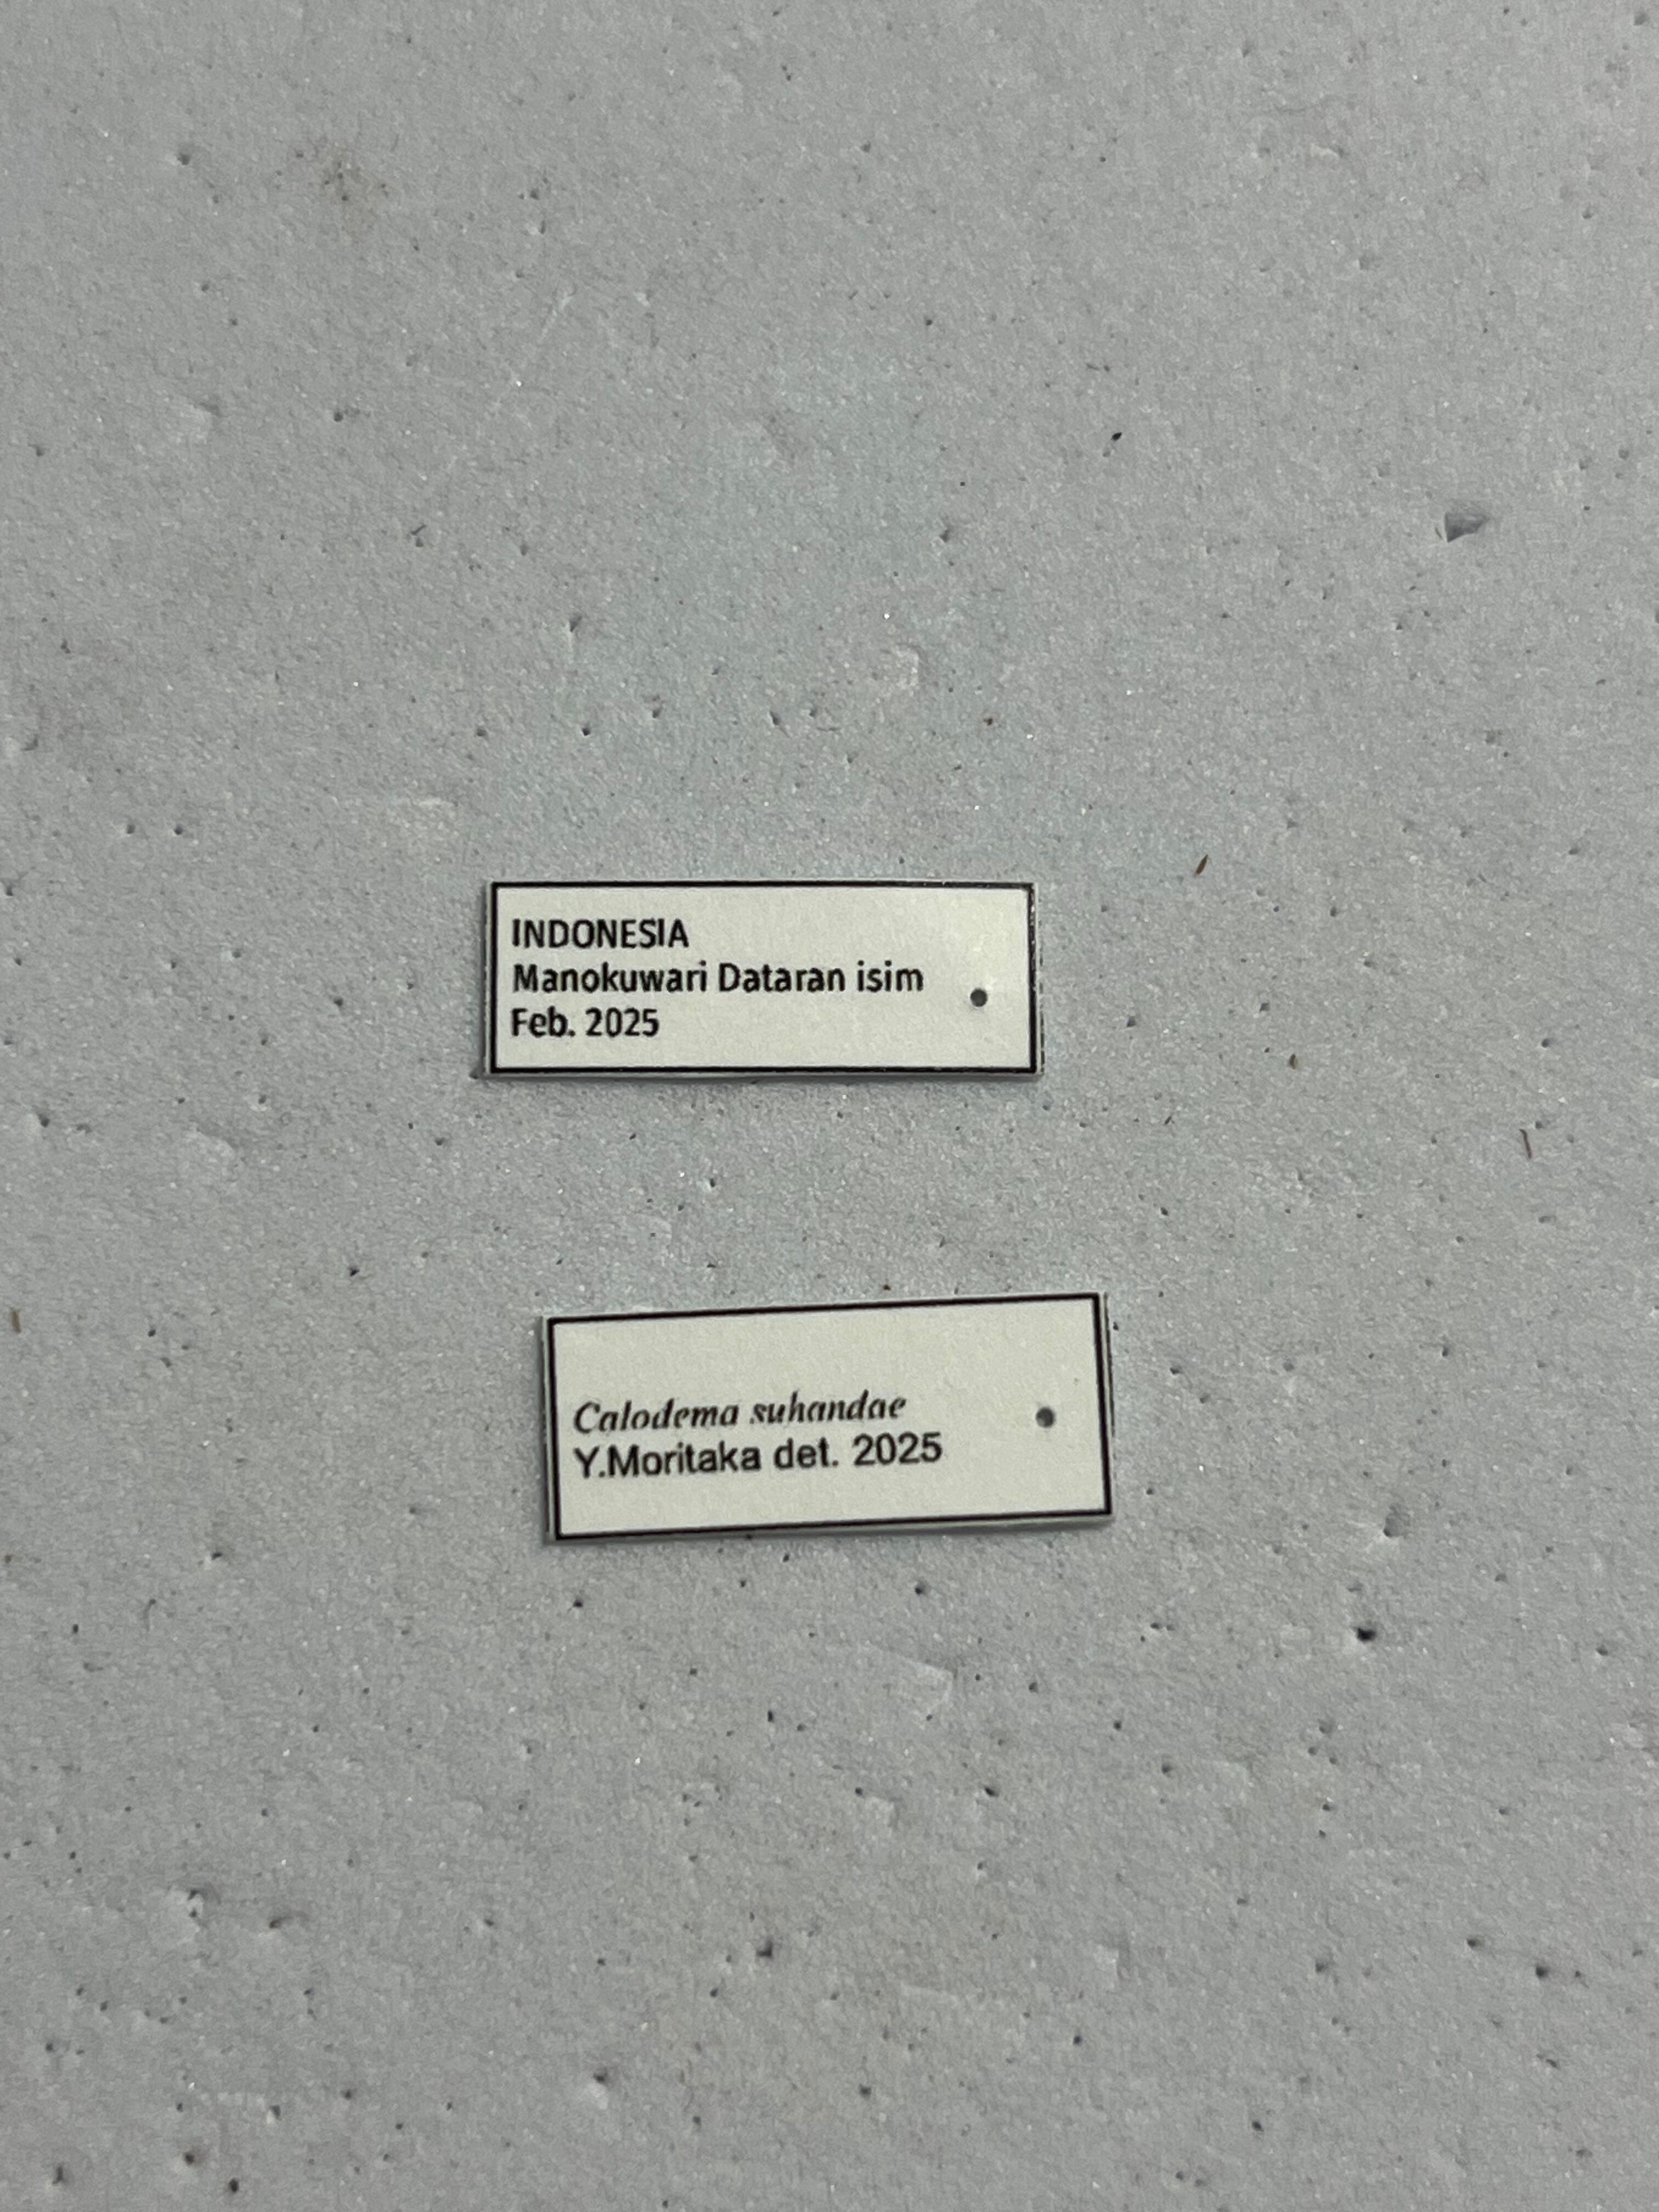 INDONESIA
Manokuwari Dataran isim
Feb. 2025
Calodema suhandae
Y.Moritaka det. 2025